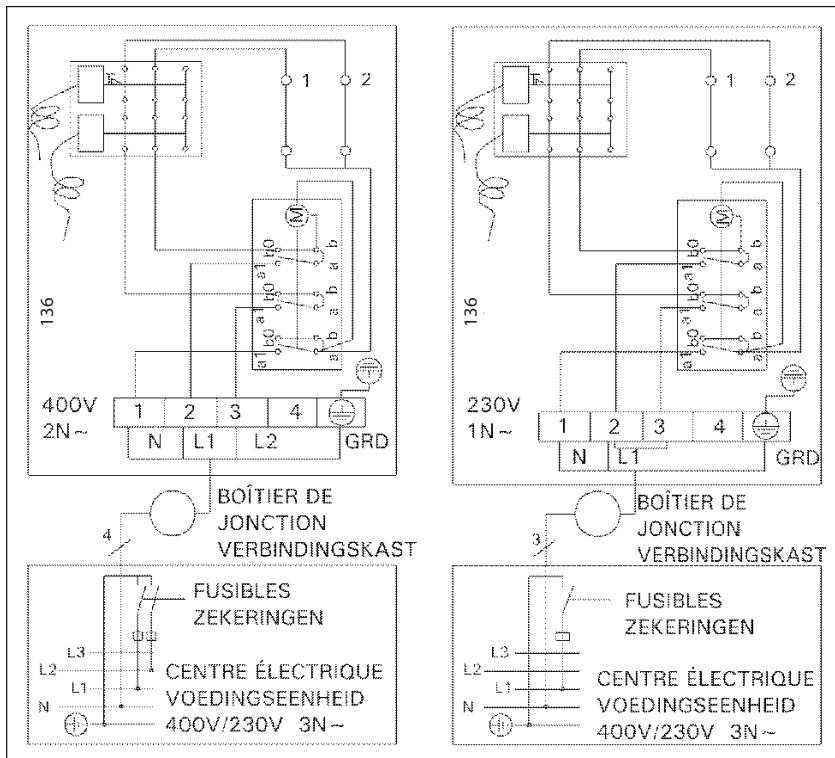 1 2
M
b0 b
a1 a
b0 b
a1 a
b0
a1
136
400V
2N~
1 2 3 4
N L1 L2 GRD
BOÎTIER DE
JONCTION
VERBINDINGSKAST
4
FUSIBLES
ZEKERINGEN
L3
L2
L1
N
CENTRE ÉLECTRIQUE
VOEDINGSEENHEID
400V/230V 3N~
1 2
M
b0 b
a1 a
b0 b
a1 a
b0 b
a1 a
136
230V
1N~
1 2 3 4
N L1 GRD
BOÎTIER DE
JONCTION
VERBINDINGSKAST
3
FUSIBLES
ZEKERINGEN
L3
L2
L1
N
CENTRE ÉLECTRIQUE
VOEDINGSEENHEID
400V/230V 3N~